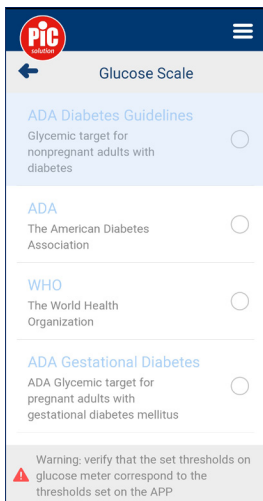 PiC
solution
Glucose Scale
ADA Diabetes Guidelines
Glycemic target for
nonpregnant adults with
diabetes
ADA
The American Diabetes
Association
WHO
The World Health
Organization
ADA Gestational Diabetes
ADA Glycemic target for
pregnant adults with
gestational diabetes mellitus
Warning: verify that the set thresholds on
glucose meter correspond to the
thresholds set on the APP